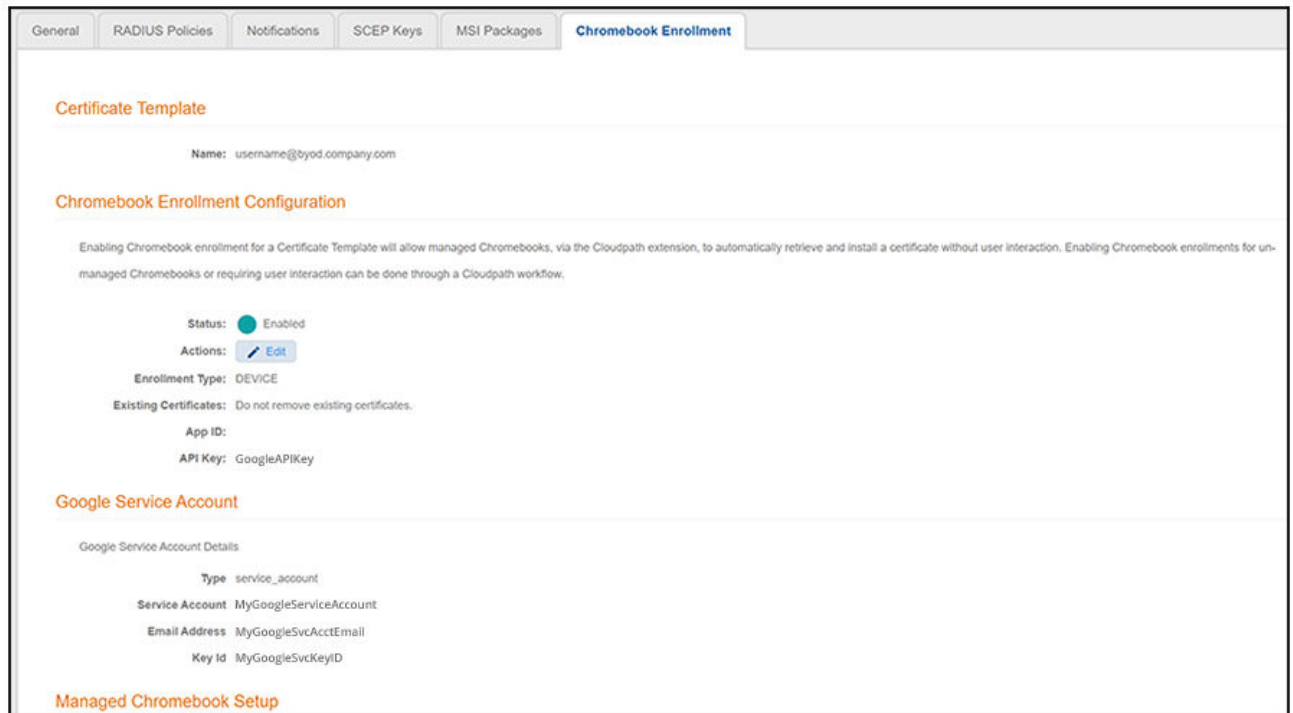 General RADIUS Policies Notifications SCEP Keys MSI Packages Chromebook Enrollment
Certificate Template
Name: username@byod.company.com
Chromebook Enrollment Configuration
Enabling Chromebook enrollment for a Certificate Template will allow managed Chromebooks, via the Cloudpath extension, to automatically retrieve and install a certificate without user interaction. Enabling Chromebook enrollments for un-
managed Chromebooks or requiring user interaction can be done through a Cloudpath workflow.
Status: Enabled
Actions: Edit
Enrollment Type: DEVICE
Existing Certificates: Do not remove existing certificates.
App ID:
API Key: GoogleAPIKey
Google Service Account
Google Service Account Details
Type service_account
Service Account MyGoogleServiceAccount
Email Address MyGoogleSvcAcctEmail
Key Id MyGoogleSvcKeyID
Managed Chromebook Setup